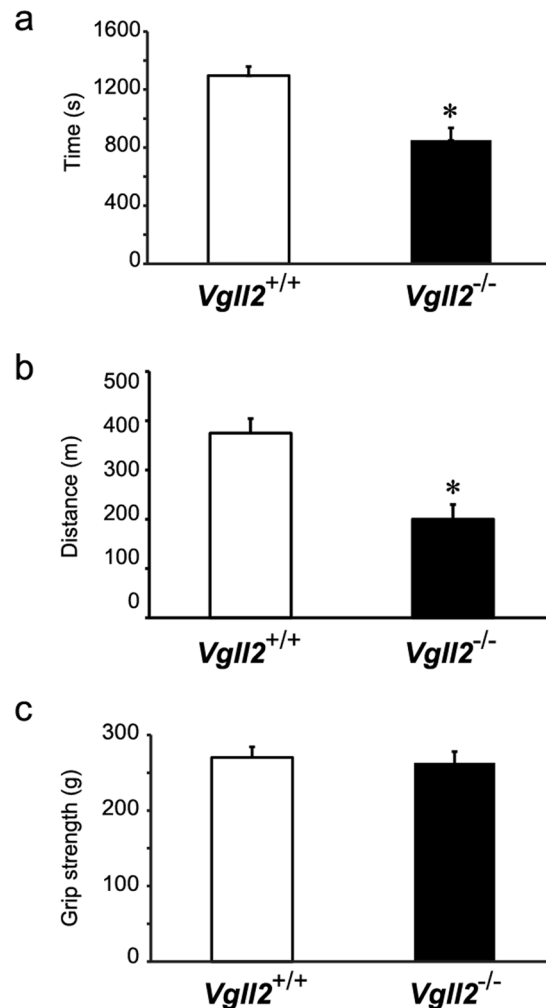 a
1600
1200
800
400
0
Time (s)
*
Vgll2+/+ Vgll2-/-
b
500
400
300
200
100
0
Distance (m)
*
Vgll2+/+ Vgll2-/-
c
300
200
100
0
Grip strength (g)
Vgll2+/+ Vgll2-/-